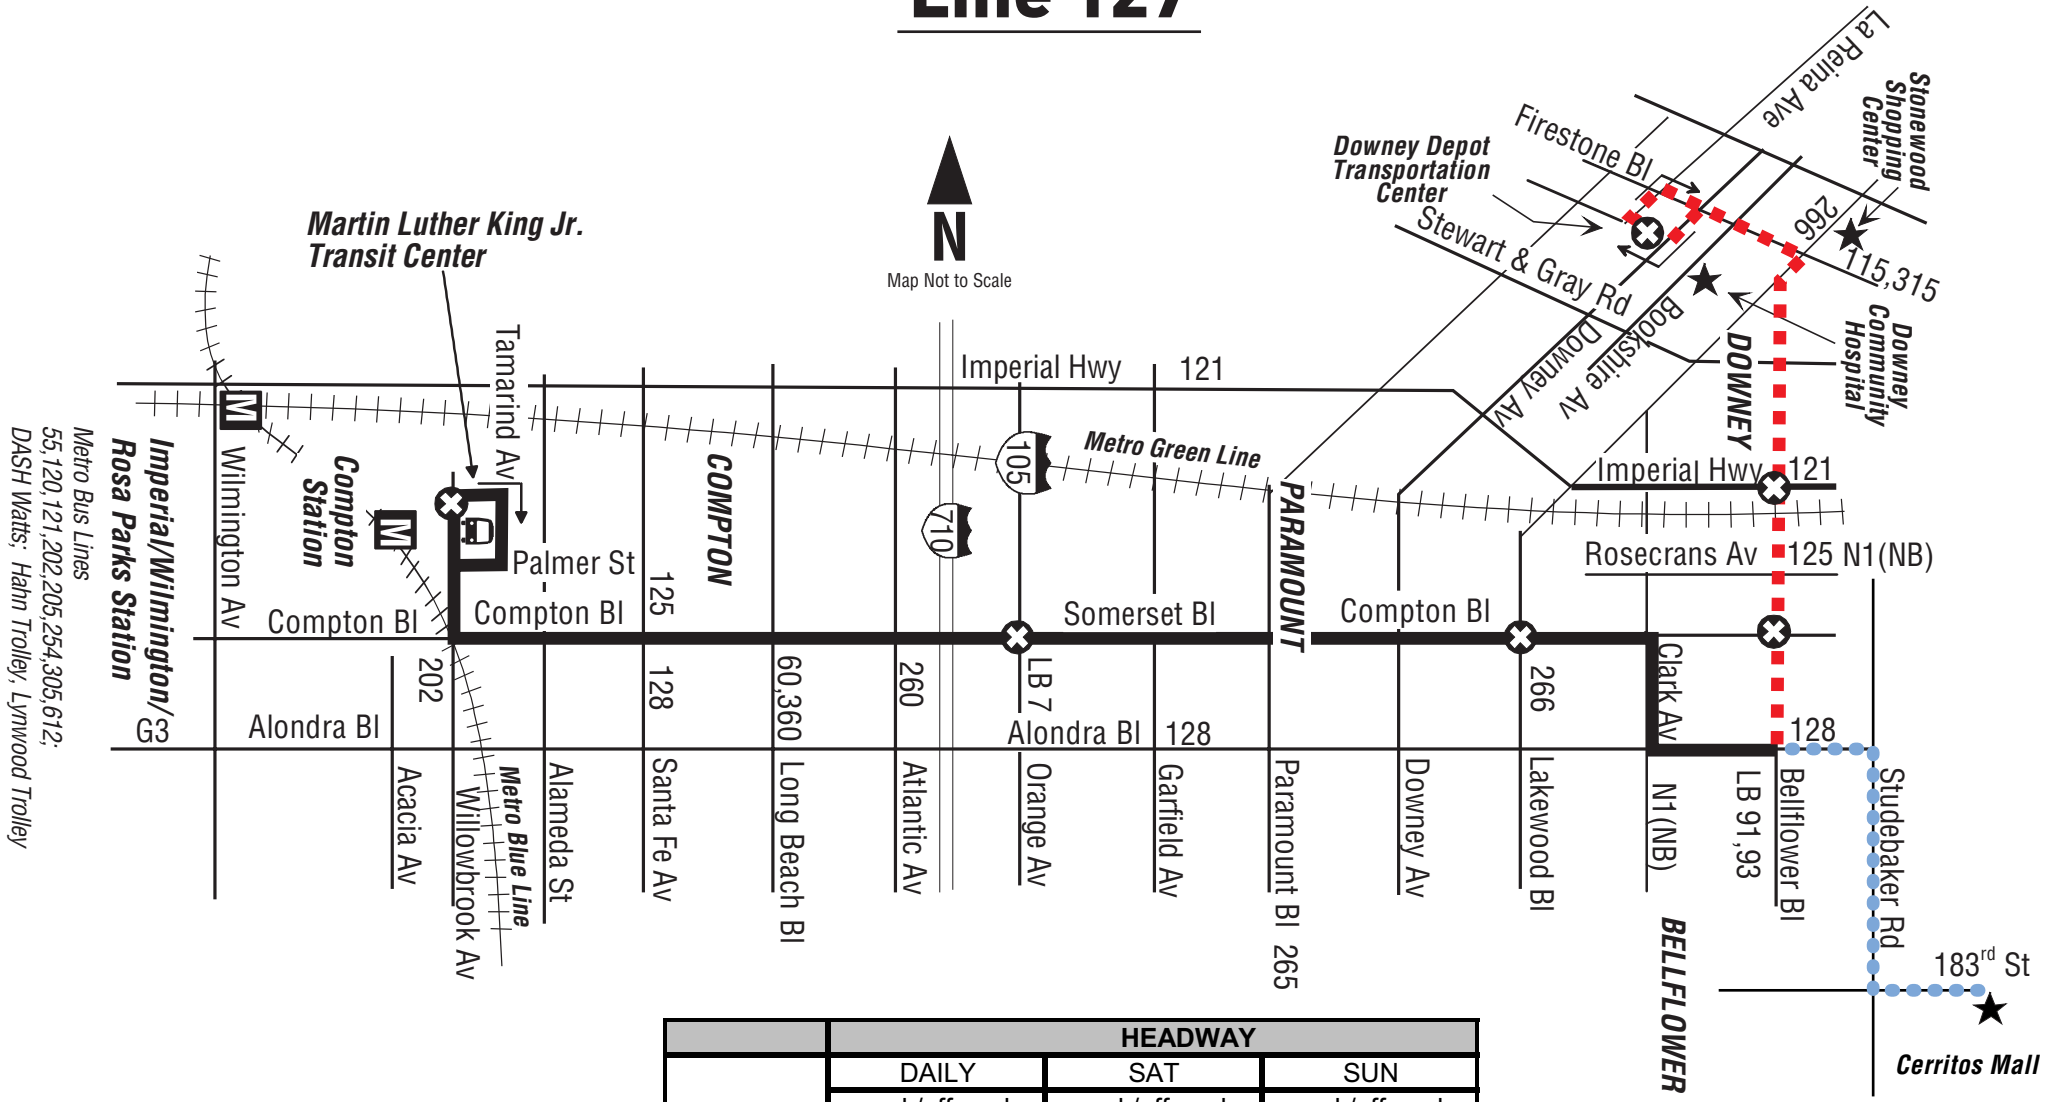 Line 127
La Reina Ave
Stonewood
Shopping
Center
Firestone Bl
Downey Depot
Transportation
Center
266
115,315
Stewart & Gray Rd
Martin Luther King Jr.
Transit Center
N
Map Not to Scale
Downey
Community
Hospital
DOWNEY
Bookshire Av
Downey Av
Tamarind Av
Imperial Hwy 121
Metro Green Line
105
710
M
Imperial Hwy 121
Wilmington Av
Imperial/Wilmington/
Rosa Parks Station
Metro Bus Lines
55,120,121,202,205,254,305,612;
DASH Watts; Hahn Trolley, Lynwood Trolley
Compton
Station
M
COMPTON
PARAMOUNT
Palmer St
Rosecrans Av 125 N1(NB)
Compton Bl
Compton Bl
125
Somerset Bl
Compton Bl
202
128
60,360
260
LB 7
266
Clark Av
G3
Alondra Bl
Alondra Bl 128
128
Acacia Av
Willowbrook Av
Metro Blue Line
Alameda St
Santa Fe Av
Long Beach Bl
Atlantic Av
Orange Av
Garfield Av
Paramount Bl 265
Downey Av
Lakewood Bl
N1(NB)
LB 91,93
Bellflower Bl
Studebaker Rd
BELLFLOWER
183rd St
Cerritos Mall
HEADWAY
DAILY SAT SUN